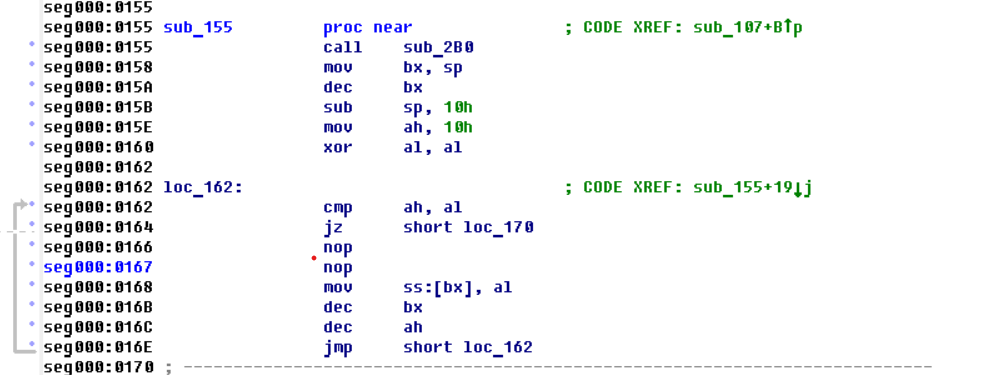 seg000:0155
seg000:0155 sub_155 proc near ; CODE XREF: sub_107+B↑p
seg000:0155 call sub_2B0
seg000:0158 mov bx, sp
seg000:015A dec bx
seg000:015B sub sp, 10h
seg000:015E mov ah, 10h
seg000:0160 xor al, al
seg000:0162
seg000:0162 loc_162: ; CODE XREF: sub_155+19↓j
seg000:0162 cmp ah, al
seg000:0164 jz short loc_170
seg000:0166 nop
seg000:0167 nop
seg000:0168 mov ss:[bx], al
seg000:016B dec bx
seg000:016C dec ah
seg000:016E jmp short loc_162
seg000:0170 ; ---------------------------------------------------------------------------